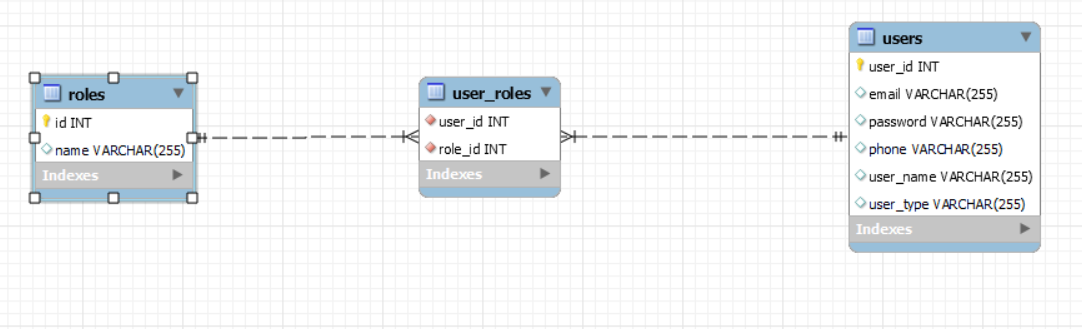 roles
id INT
name VARCHAR(255)
Indexes
user_roles
user_id INT
role_id INT
Indexes
users
user_id INT
email VARCHAR(255)
password VARCHAR(255)
phone VARCHAR(255)
user_name VARCHAR(255)
user_type VARCHAR(255)
Indexes